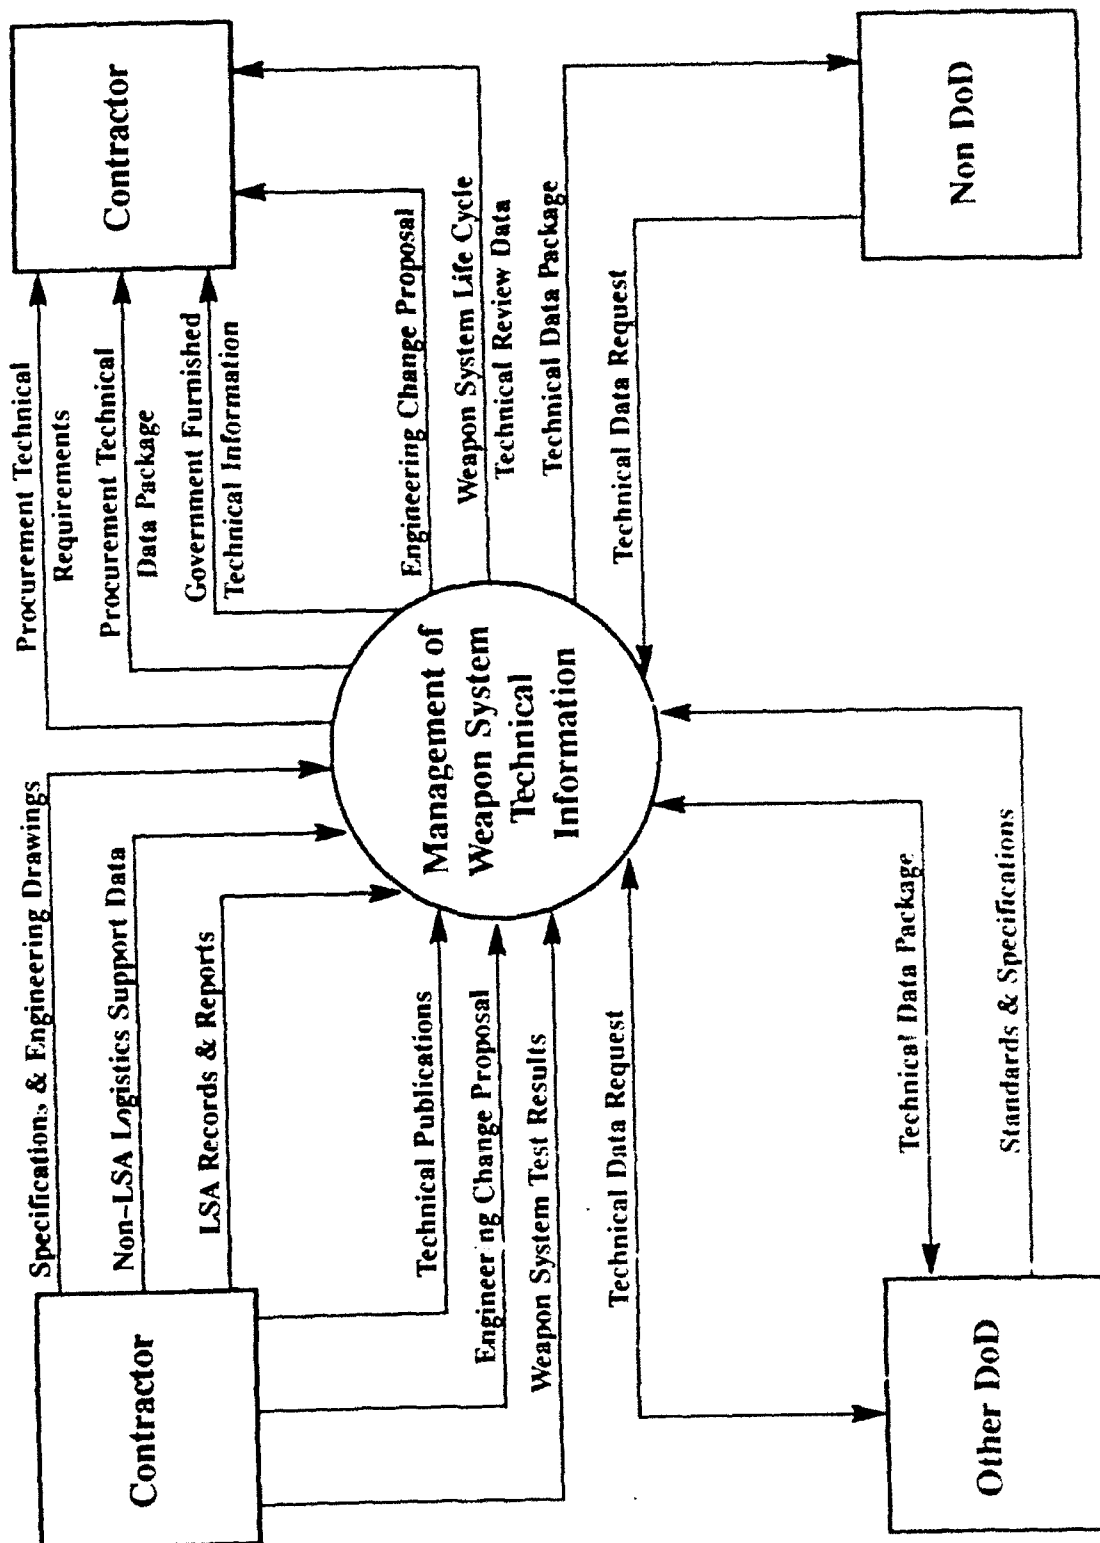 Contractor
Specifications & Engineering Drawings
Non-LSA Logistics Support Data
LSA Records & Reports
Technical Publications
Engineering Change Proposal
Weapon System Test Results
Technical Data Request
Other DoD
Technical Data Package
Standards & Specifications
Management of
Weapon System
Technical
Information
Procurement Technical
Requirements
Procurement Technical
Data Package
Government Furnished
Technical Information
Engineering Change Proposal
Weapon System Life Cycle
Technical Review Data
Technical Data Package
Technical Data Request
Contractor
Non DoD